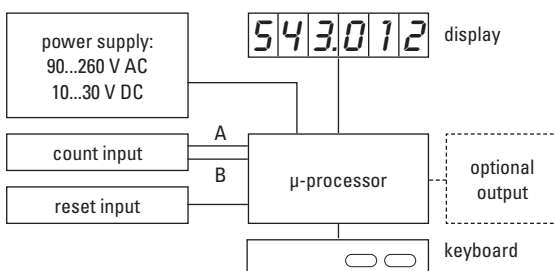 power supply:
90...260 V AC
10...30 V DC
543.012
display
count input
A
B
reset input
µ-processor
optional
output
keyboard